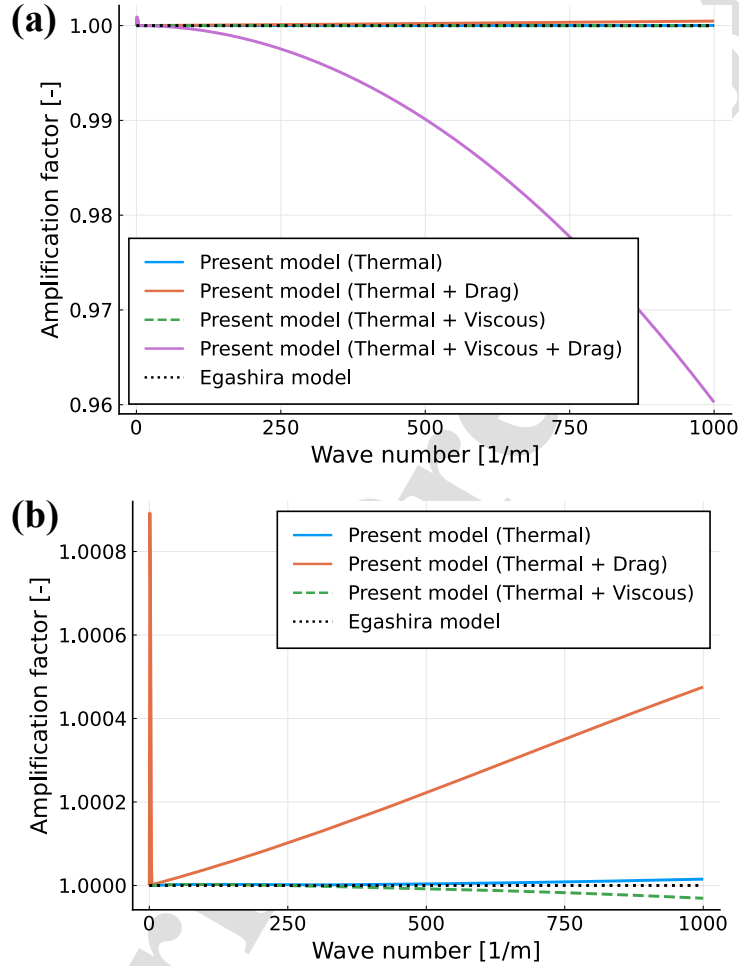 (a)
Amplification factor [-]
1.00
0.99
0.98
0.97
0.96
Present model (Thermal)
Present model (Thermal + Drag)
Present model (Thermal + Viscous)
Present model (Thermal + Viscous + Drag)
Egashira model
0
250
500
750
1000
Wave number [1/m]
(b)
Amplification factor [-]
1.0008
1.0006
1.0004
1.0002
1.0000
Present model (Thermal)
Present model (Thermal + Drag)
Present model (Thermal + Viscous)
Egashira model
0
250
500
750
1000
Wave number [1/m]